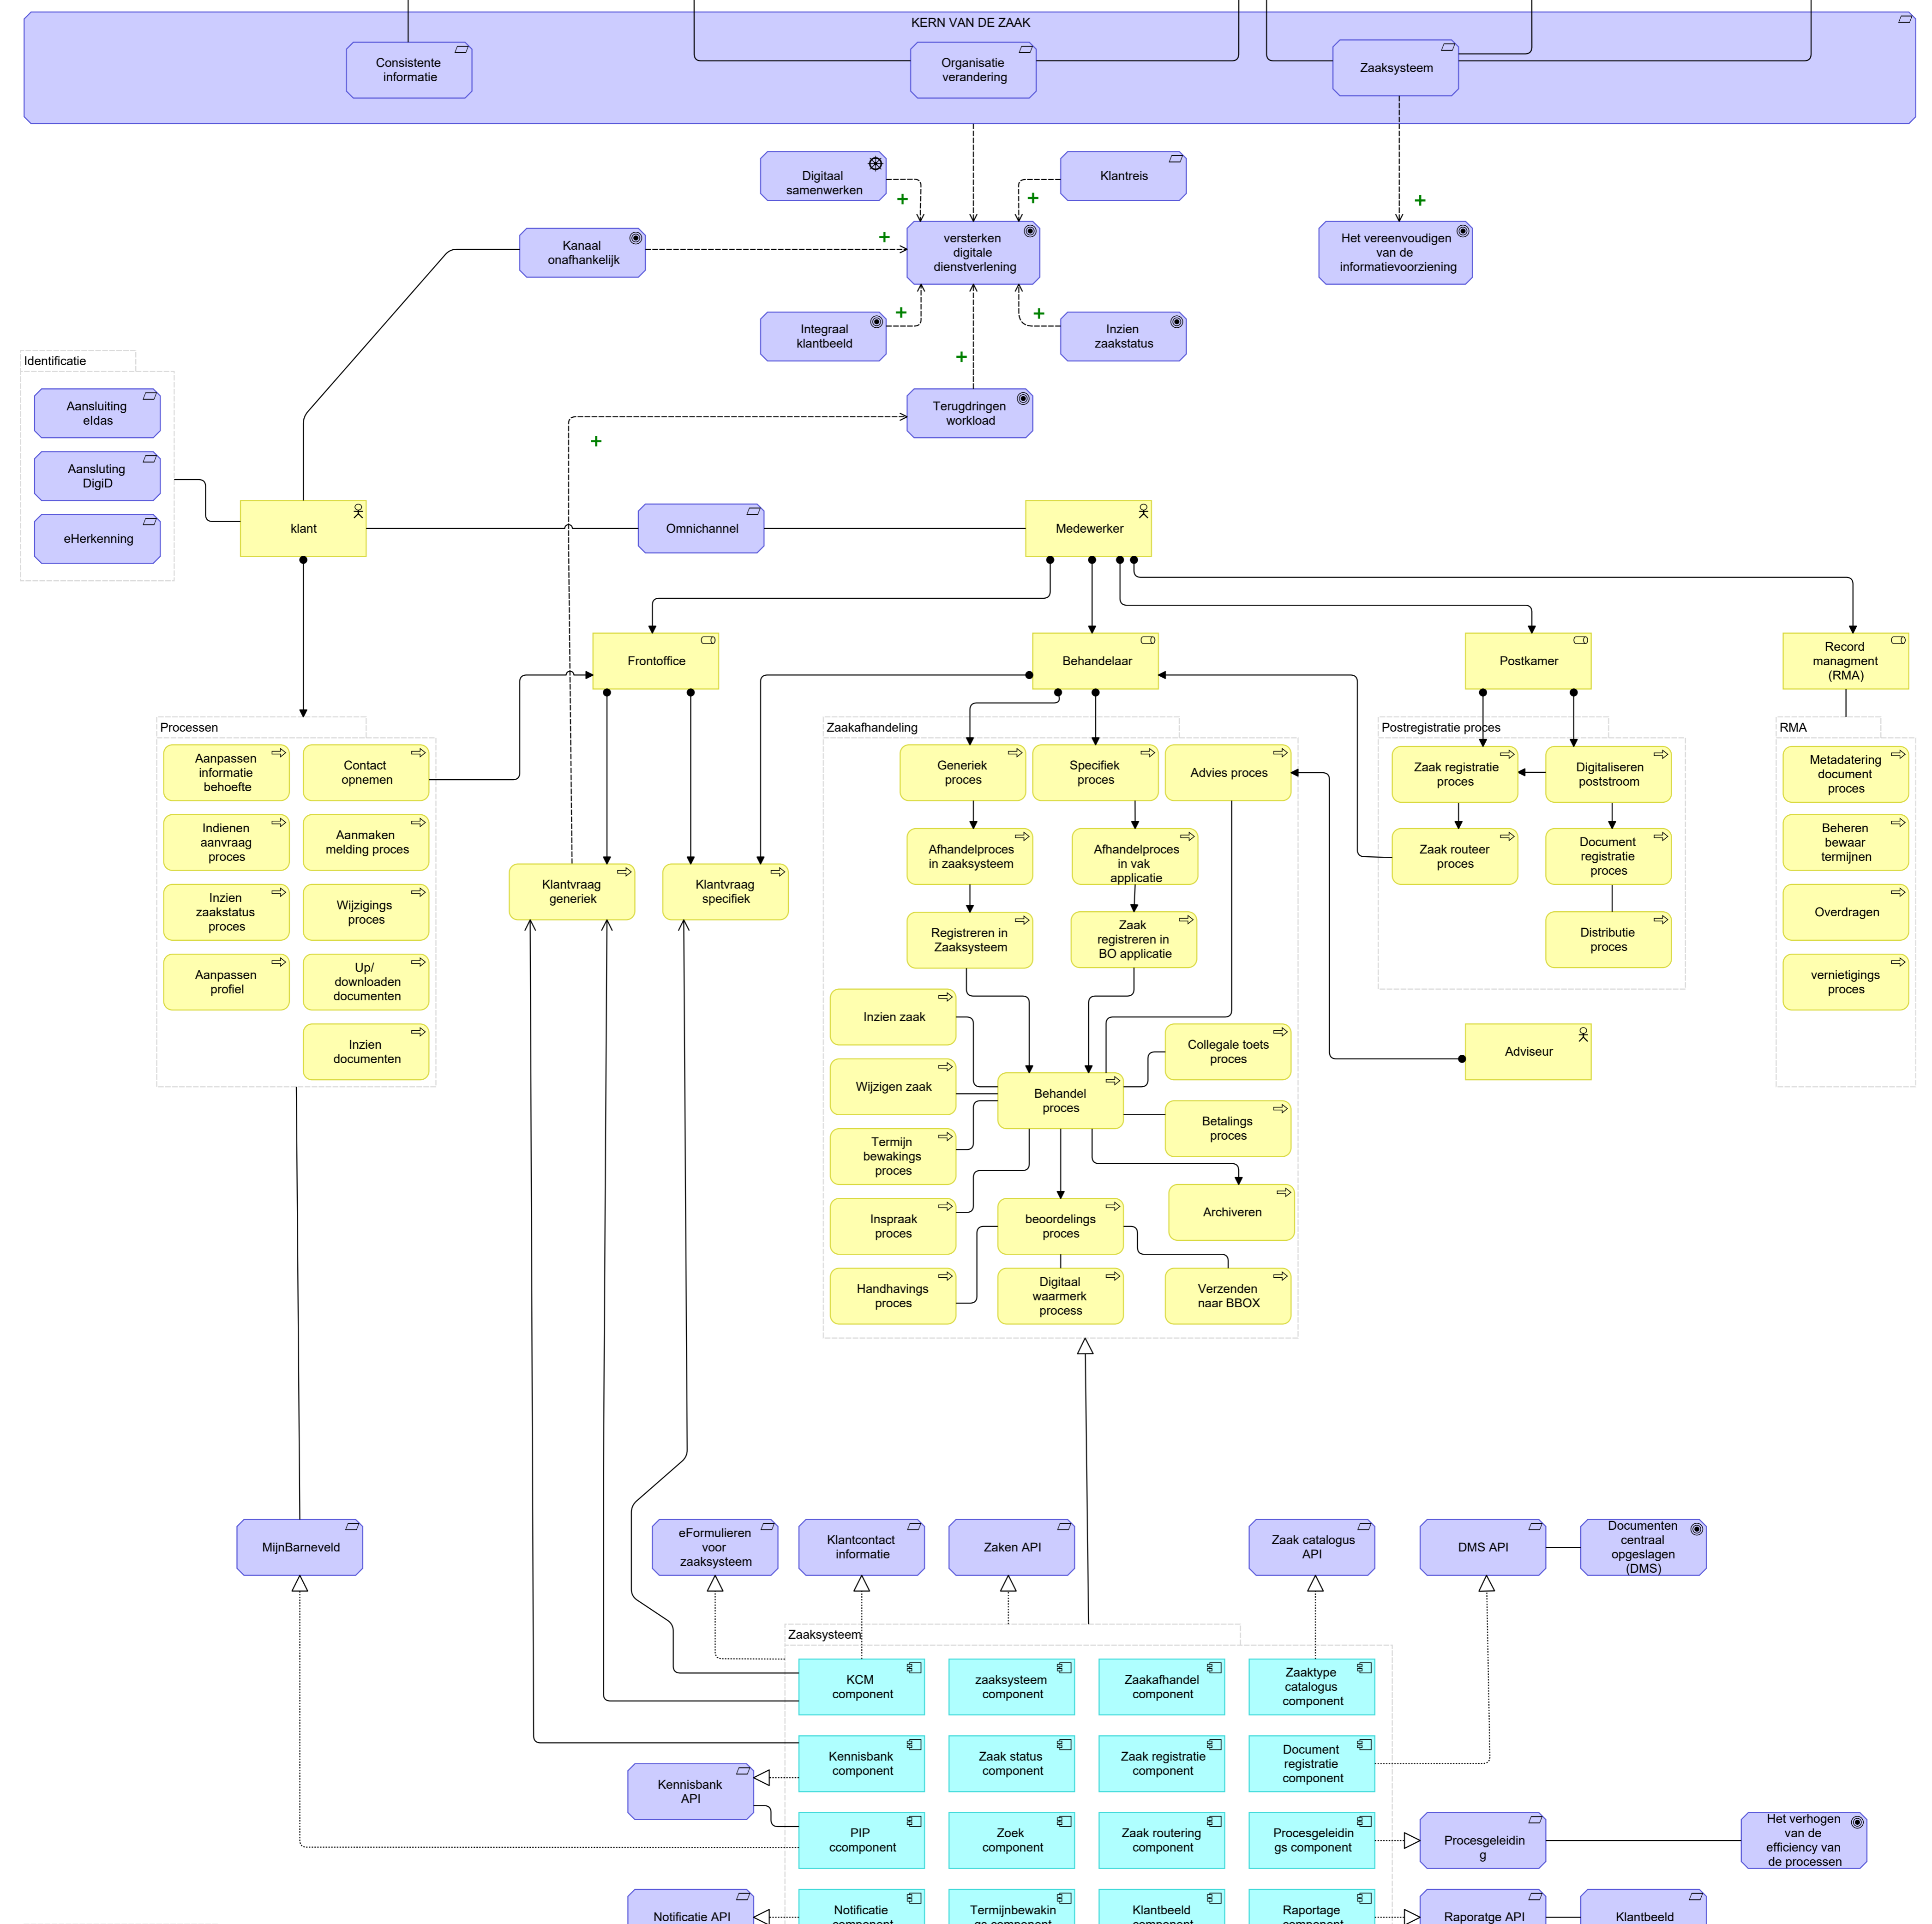 KERN VAN DE ZAAK
Consistente
informatie
Organisatie
verandering
Zaaksysteem
Digitaal
samenwerken
Klantreis
Kanaal
onafhankelijk
versterken
digitale
dienstverlening
Het vereenvoudigen
van de
informatievoorziening
Integraal
klantbeeld
Inzien
zaakstatus
Identificatie
Aansluiting
eIdas
Terugdringen
workload
Aansluting
DigiD
eHerkenning
klant
Omnichannel
Medewerker
Frontoffice
Behandelaar
Postkamer
Record
managment
(RMA)
Processen
Aanpassen
informatie
behoefte
Contact
opnemen
Indienen
aanvraag
proces
Aanmaken
melding proces
Inzien
zaakstatus
proces
Wijzigings
proces
Aanpassen
profiel
Up/
downloaden
documenten
Inzien
documenten
Klantvraag
generiek
Klantvraag
specifiek
Zaakafhandeling
Generiek
proces
Specifiek
proces
Advies proces
Afhandelproces
in zaaksysteem
Afhandelproces
in vak
applicatie
Registreren in
Zaaksysteem
Zaak
registreren in
BO applicatie
Inzien zaak
Collegale toets
proces
Wijzigen zaak
Behandel
proces
Betalings
proces
Termijn
bewakings
proces
Archiveren
Inspraak
proces
beoordelings
proces
Handhavings
proces
Digitaal
waarmerk
process
Verzenden
naar BBOX
Postregistratie proces
Zaak registratie
proces
Digitaliseren
poststroom
Zaak routeer
proces
Document
registratie
proces
Distributie
proces
Adviseur
RMA
Metadatering
document
proces
Beheren
bewaar
termijnen
Overdragen
vernietigings
proces
MijnBarneveld
eFormulieren
voor
zaaksysteem
Klantcontact
informatie
Zaken API
Zaak catalogus
API
DMS API
Documenten
centraal
opgeslagen
(DMS)
Zaaksysteem
KCM
component
zaaksysteem
component
Zaakafhandel
component
Zaaktype
catalogus
component
Kennisbank
component
Zaak status
component
Zaak registratie
component
Document
registratie
component
Kennisbank
API
PIP
ccomponent
Zoek
component
Zaak routering
component
Procesgeleidin
gs component
Procesgeleidin
g
Het verhogen
van de
efficiency van
de processen
Notificatie API
Notificatie
component
Termijnbewakin
gs component
Klantbeeld
component
Raportage
component
Raporatge API
Klantbeeld